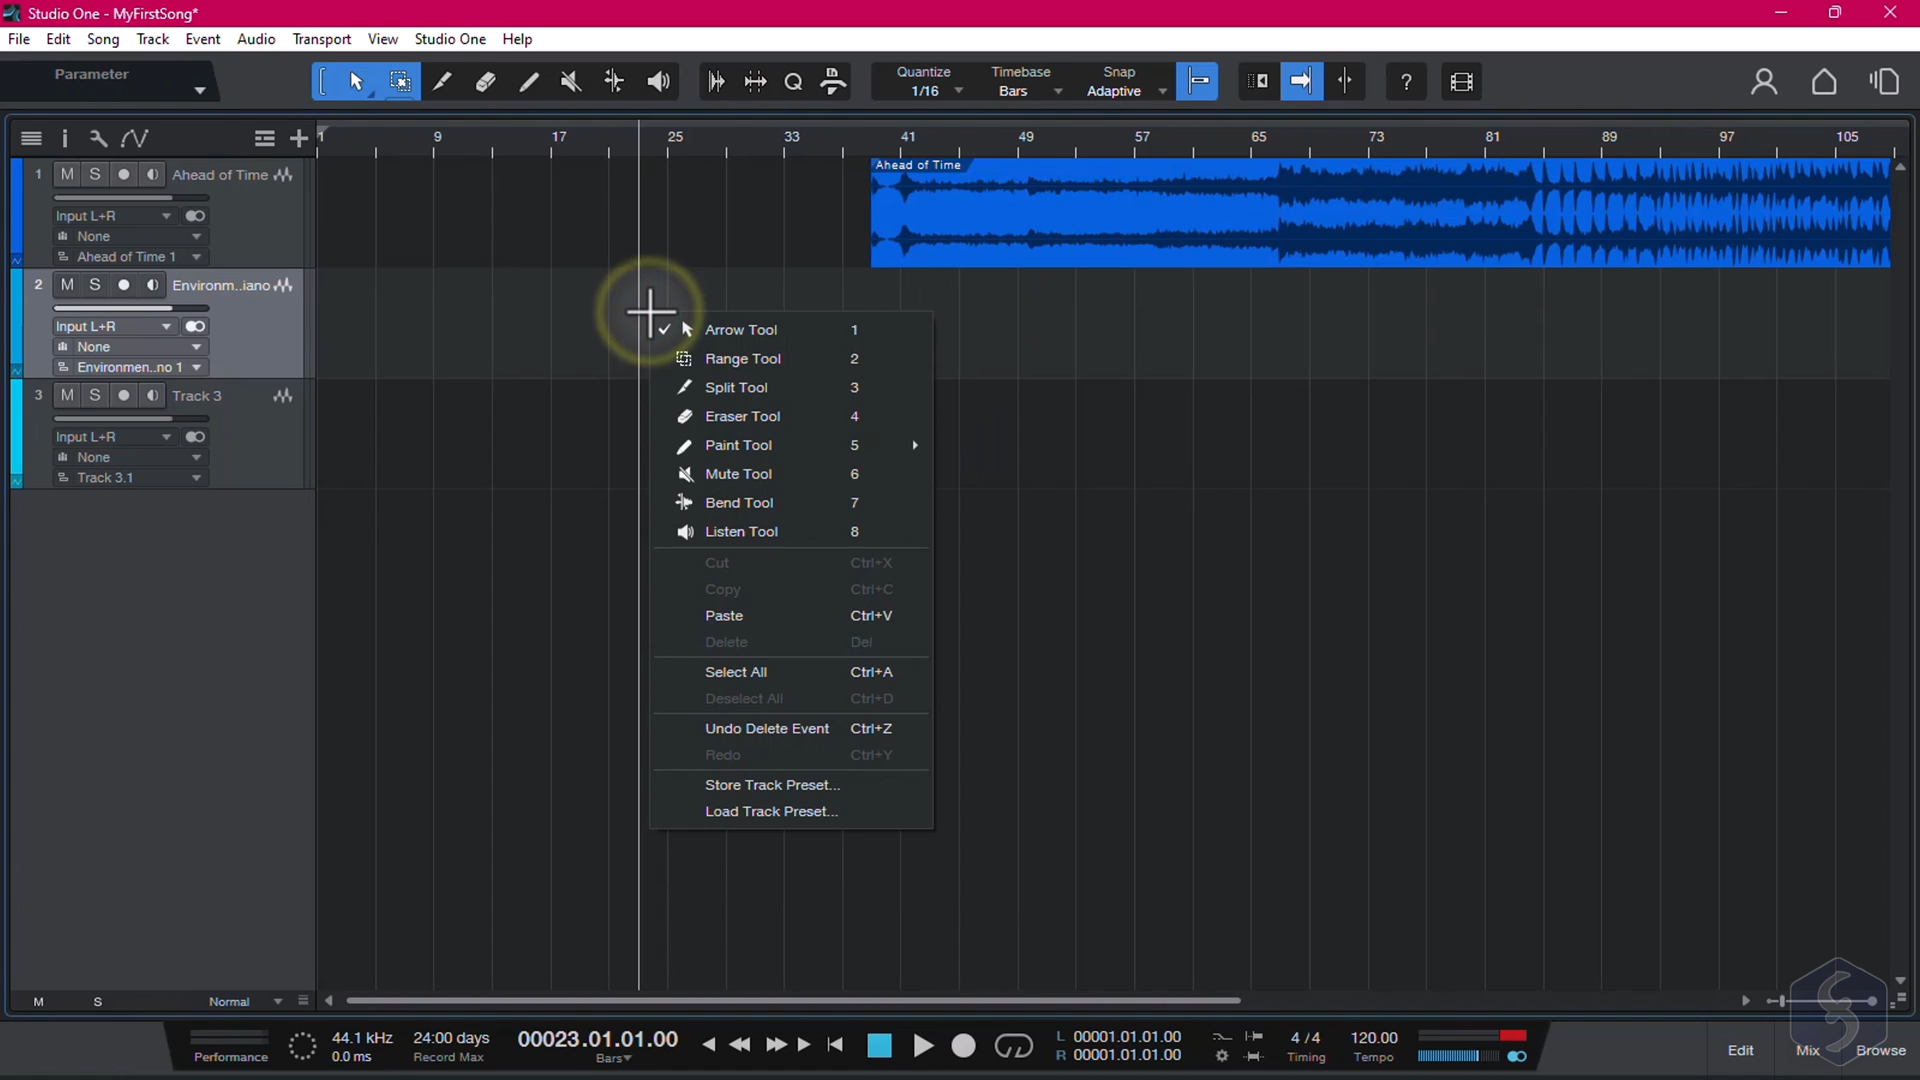 Studio One - MyFirstSong*
File Edit Song Track Event Audio Transport View Studio One Help
Parameter
Quantize 1/16
Timebase Bars
Snap Adaptive
1 9 17 25 33 41 49 57 65 73 81 89 97 105
Ahead of Time
1 M S Ahead of Time
Input L+R
None
Ahead of Time 1
2 M S Environm..iano
Input L+R
None
Environmen..no 1
3 M S Track 3
Input L+R
None
Track 3.1
Arrow Tool 1
Range Tool 2
Split Tool 3
Eraser Tool 4
Paint Tool 5
Mute Tool 6
Bend Tool 7
Listen Tool 8
Cut Ctrl+X
Copy Ctrl+C
Paste Ctrl+V
Delete Del
Select All Ctrl+A
Deselect All Ctrl+D
Undo Delete Event Ctrl+Z
Redo Ctrl+Y
Store Track Preset...
Load Track Preset...
M S Normal
Performance
44.1 kHz
0.0 ms
24:00 days
Record Max
00023.01.01.00
Bars
L 00001.01.01.00
R 00001.01.01.00
4 / 4
Timing
120.00
Tempo
Edit Mix Browse